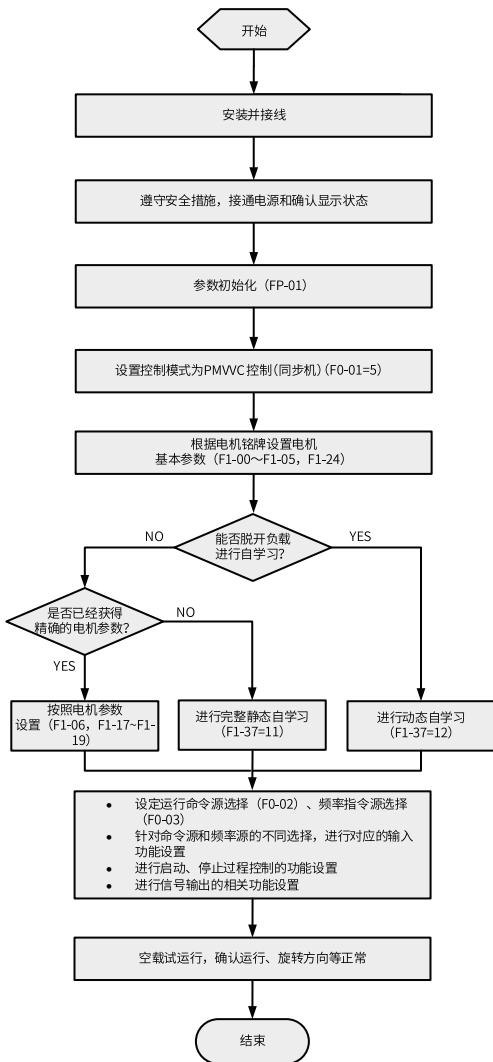 开始
安装并接线
遵守安全措施，接通电源和确认显示状态
参数初始化（FP-01）
设置控制模式为PMVVC 控制（同步机）（F0-01=5）
根据电机铭牌设置电机
基本参数（F1-00～F1-05，F1-24）
能否脱开负载
进行自学习？
NO
YES
是否已经获得
精确的电机参数？
NO
YES
按照电机参数
设置（F1-06，F1-17~F1-
19）
进行完整静态自学习
（F1-37=11）
进行动态自学习
（F1-37=12）
• 设定运行命令源选择（F0-02）、频率指令源选择
（F0-03）
• 针对命令源和频率源的不同选择，进行对应的输入
功能设置
• 进行启动、停止过程控制的功能设置
• 进行信号输出的相关功能设置
空载试运行，确认运行、旋转方向等正常
结束